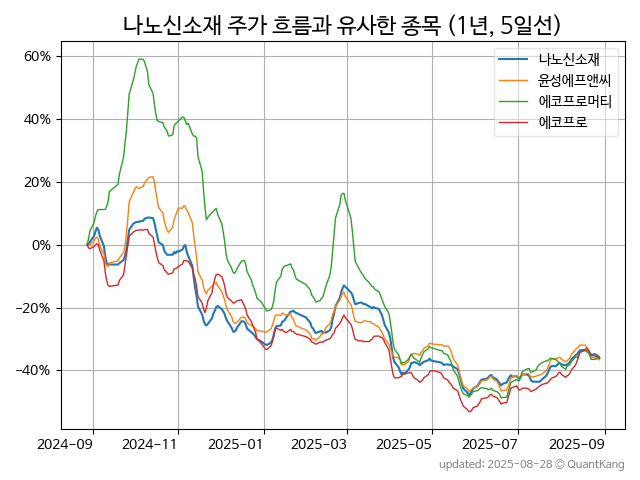 나노신소재 주가 흐름과 유사한 종목 (1년, 5일선)
나노신소재
윤성에프앤씨
에코프로머티
에코프로
60%
40%
20%
0%
−20%
−40%
2024-09 2024-11 2025-01 2025-03 2025-05 2025-07 2025-09
updated: 2025-08-28 © QuantKang